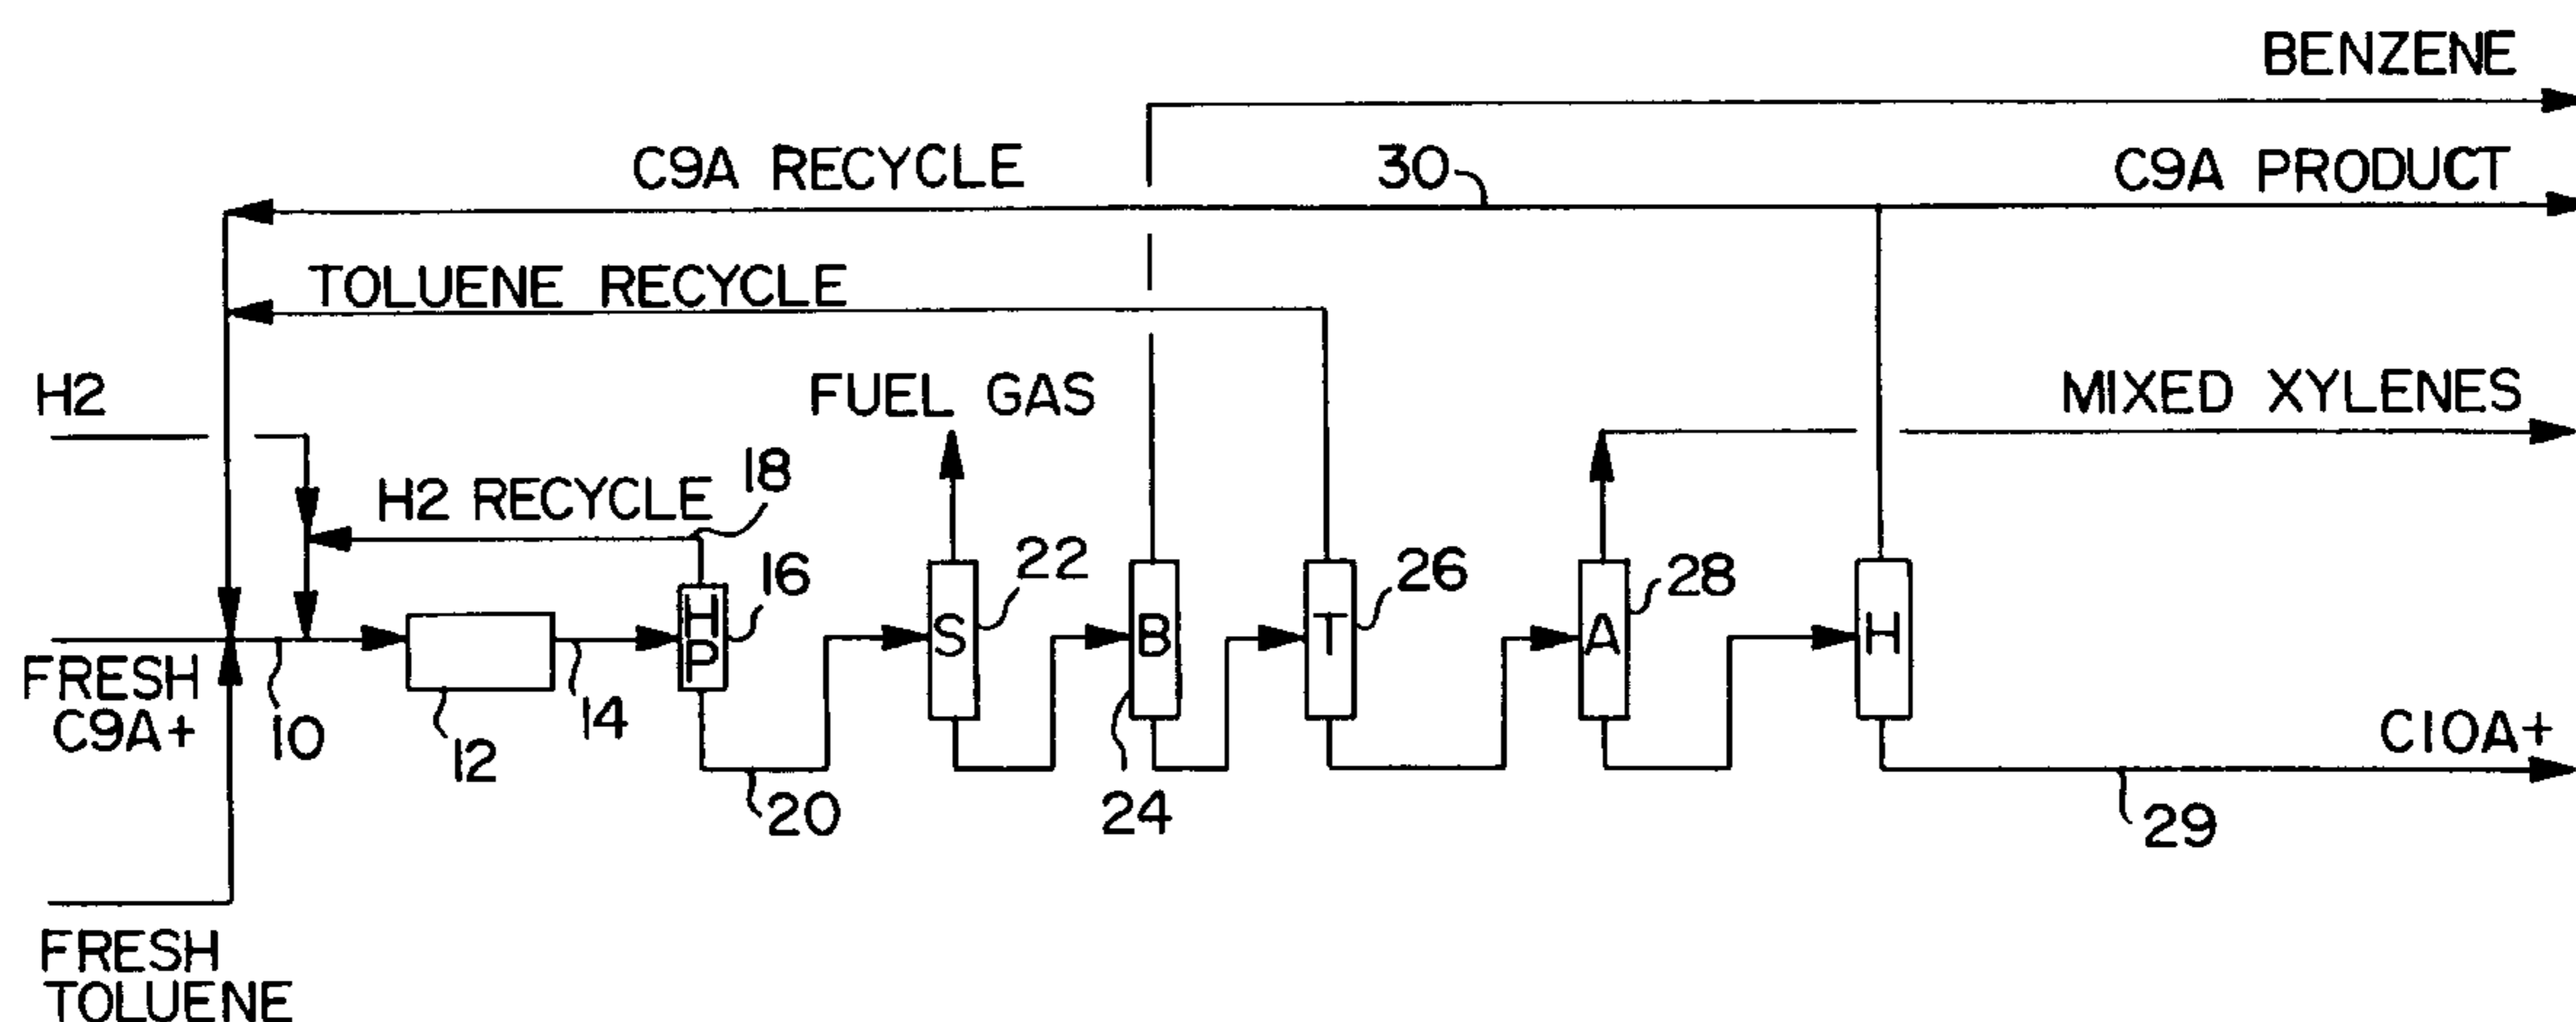 BENZENE
C9A RECYCLE
30
C9A PRODUCT
TOLUENE RECYCLE
H2
FUEL GAS
MIXED XYLENES
H2 RECYCLE
18
16
22
26
28
H
P
S
B
T
A
H
FRESH
C9A+
10
12
14
20
24
C10A+
29
FRESH
TOLUENE